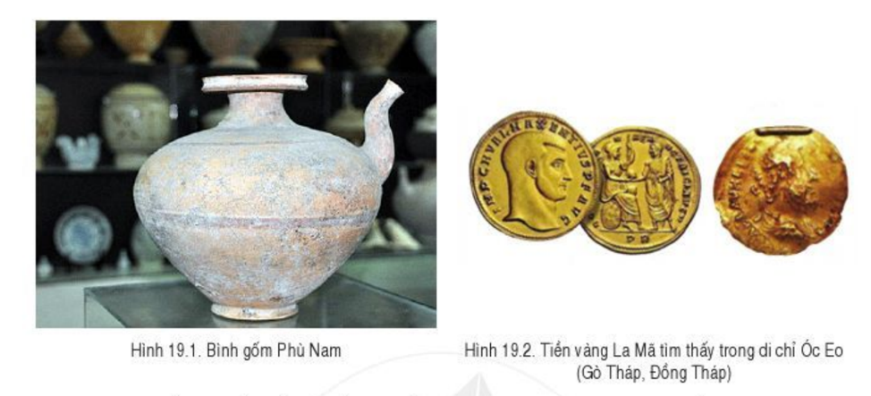 Hình 19.1. Bình gốm Phù Nam
Hình 19.2. Tiền vàng La Mã tìm thấy trong di chỉ Óc Eo
(Gò Tháp, Đồng Tháp)